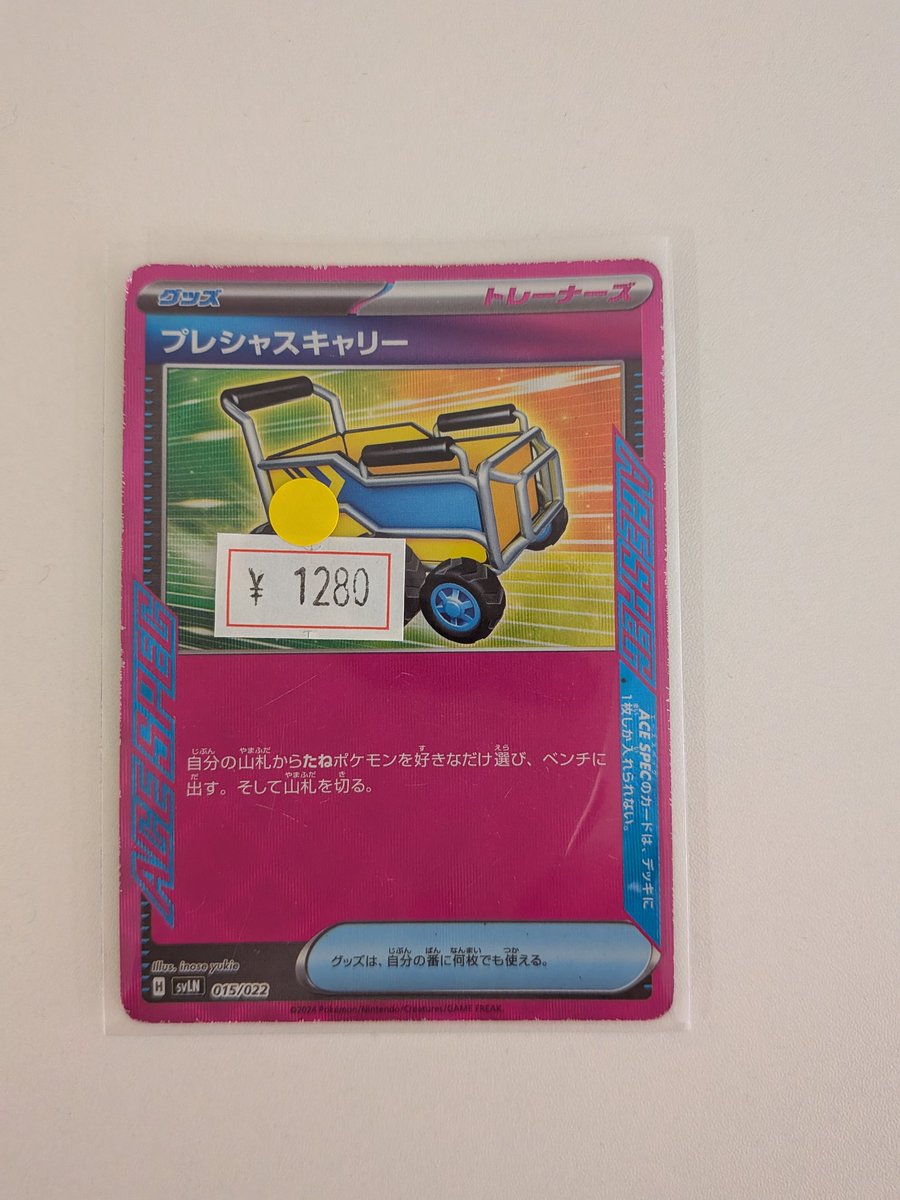 グッズ
トレーナーズ
プレシャスキャリー
¥ 1280
ACE SPEC
ACE SPEC
ACE SPECのカードは、デッキに
1枚しか入れられない。
自分の山札からたねポケモンを好きなだけ選び、ベンチに
出す。そして山札を切る。
グッズは、自分の番に何枚でも使える。
Illus. inose yukie
H svLN 015/022
©2024 Pokémon/Nintendo/Creatures/GAME FREAK.